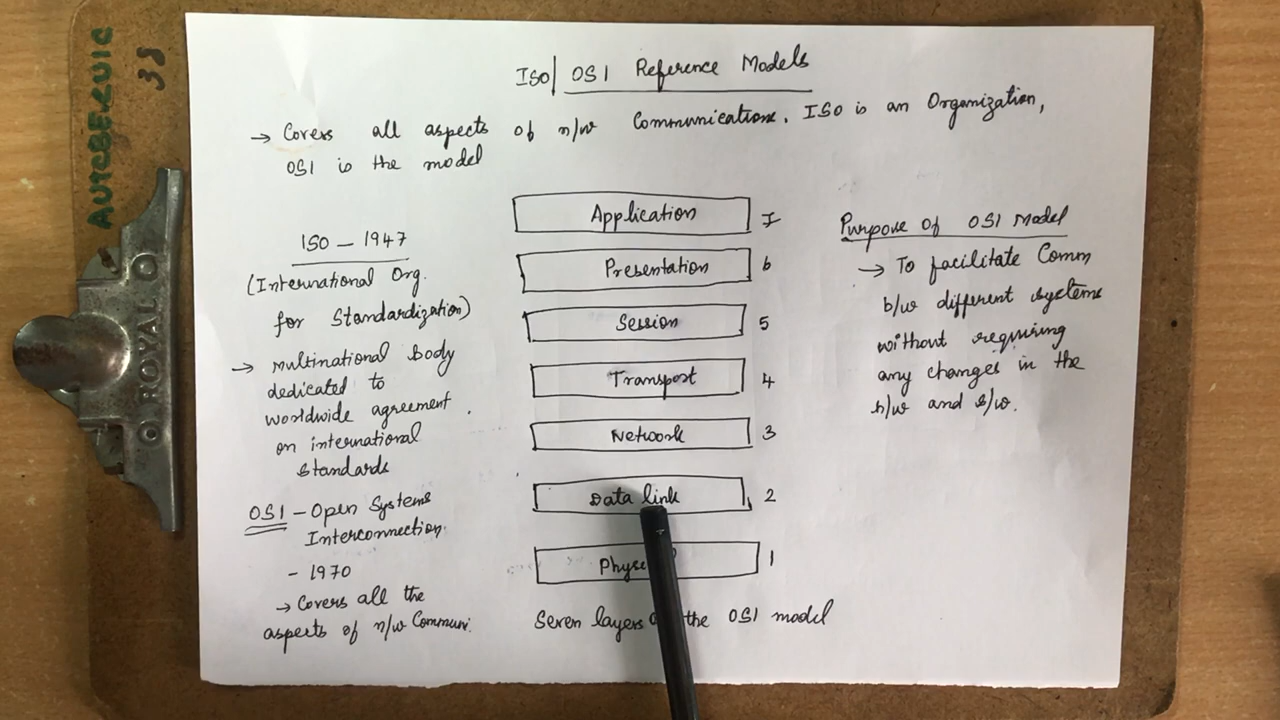 ISO/ OSI Reference Models
→ Covers all aspects of n/w Communications. ISO is an Organization,
OSI is the model
ISO – 1947
(International Org.
for Standardization)
→ multinational body
dedicated to
worldwide agreement.
on international
Standards
OSI – Open Systems
Interconnection.
- 1970
→ Covers all the
aspects of n/w Communi.
Application 7
Presentation 6
Session 5
Transport 4
Network 3
Data link 2
1
Seven layers the OSI model
Purpose of OSI Model
→ To facilitate Comm
b/w different systems
without requiring
any changes in the
h/w and s/w.
AUTOBERVIC
38
ROYAL